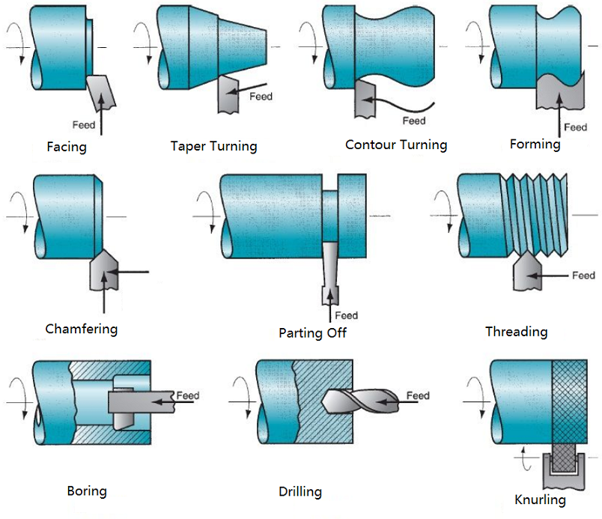 Feed
Feed
Feed
Feed
Facing
Taper Turning
Contour Turning
Forming
Feed
Feed
Chamfering
Parting Off
Threading
Feed
Feed
Boring
Drilling
Knurling